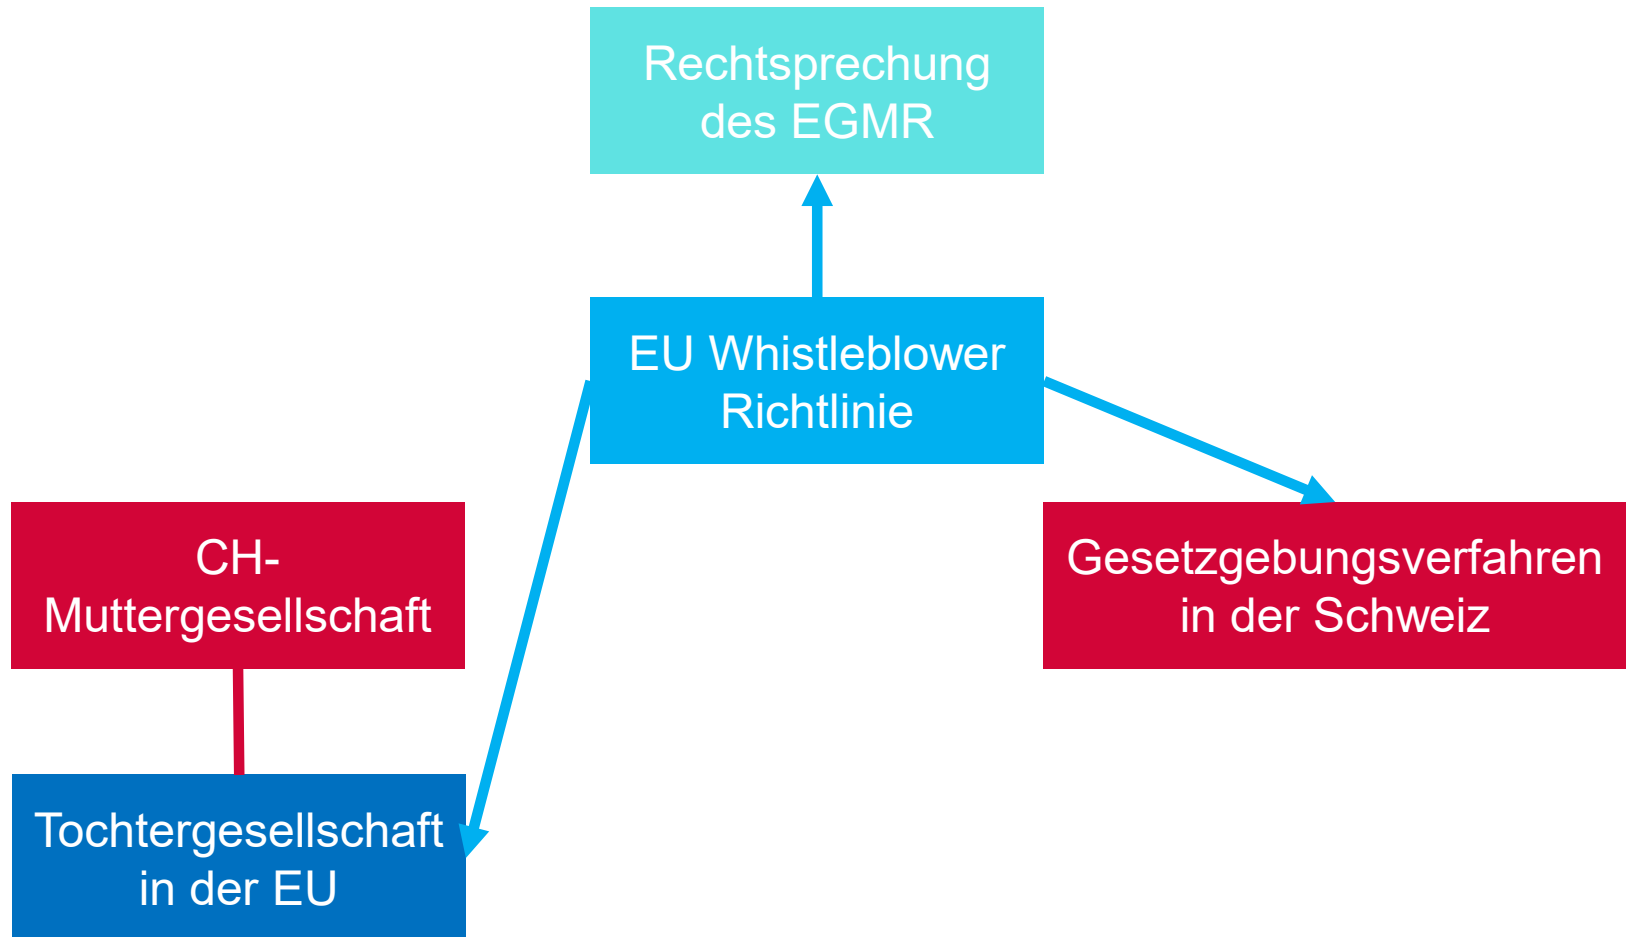 Rechtsprechung
des EGMR
EU Whistleblower
Richtlinie
CH-
Muttergesellschaft
Gesetzgebungsverfahren
in der Schweiz
Tochtergesellschaft
in der EU